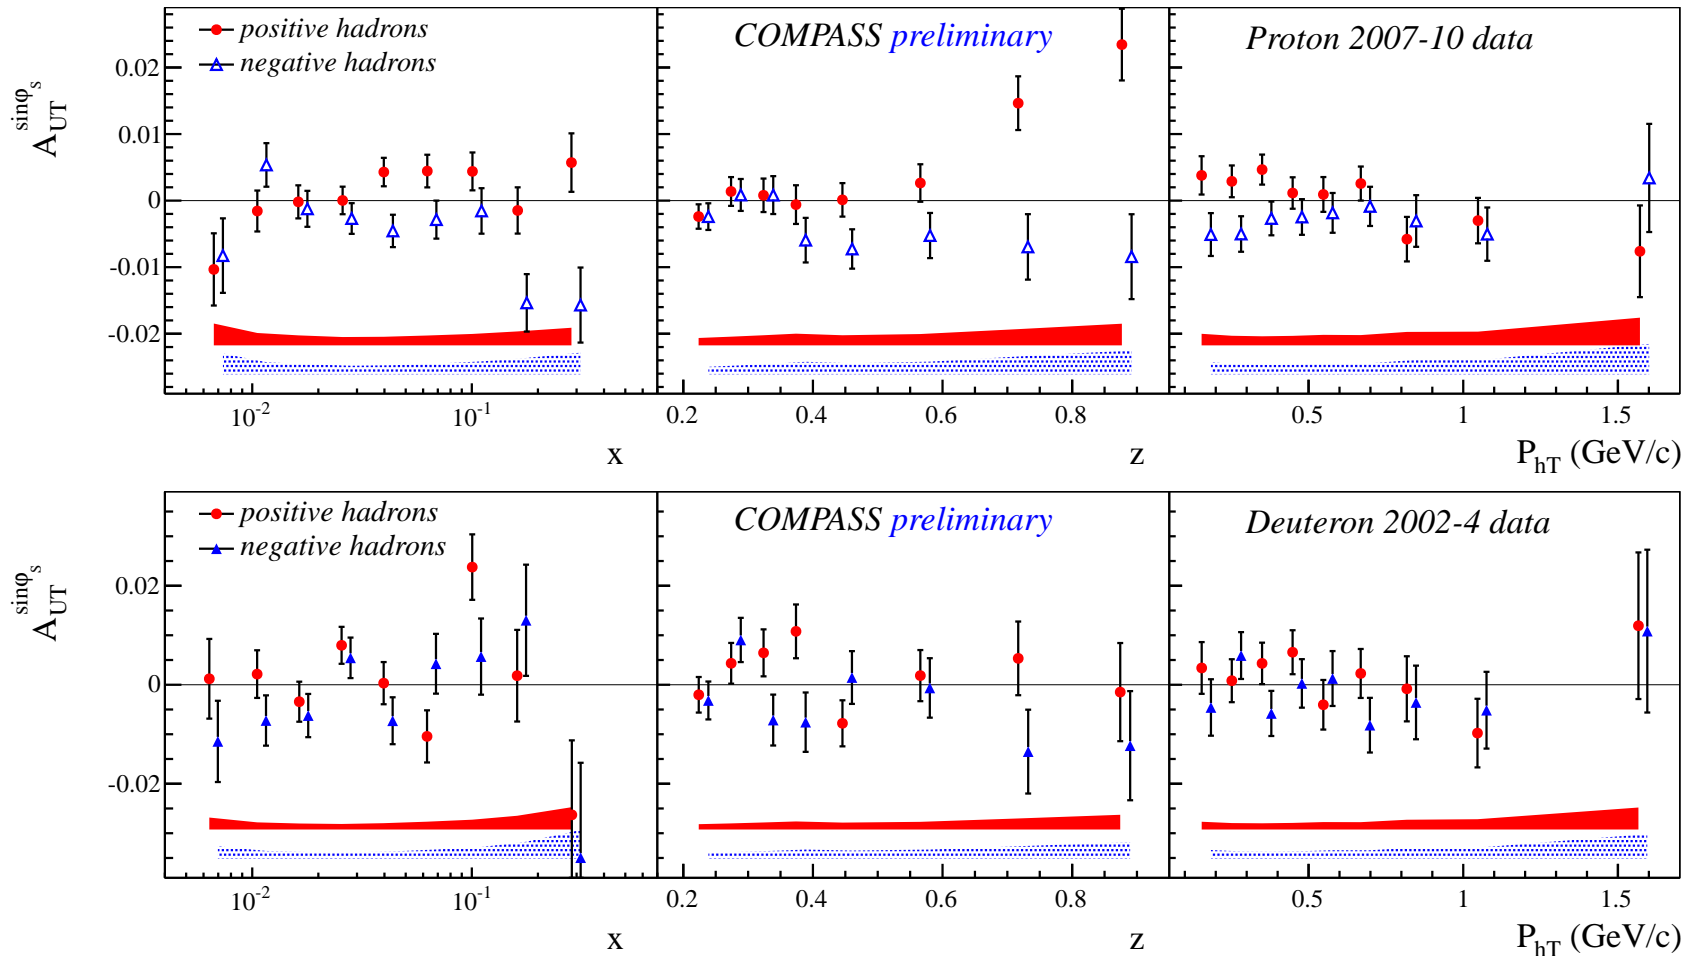 positive hadrons
negative hadrons
COMPASS preliminary
Proton 2007-10 data
A_UT^sinφ_s
0.02
0.01
0
-0.01
-0.02
10^-2 10^-1
0.2 0.4 0.6 0.8
0.5 1 1.5
x
z
P_hT (GeV/c)
positive hadrons
negative hadrons
COMPASS preliminary
Deuteron 2002-4 data
A_UT^sinφ_s
0.02
0
-0.02
10^-2 10^-1
0.2 0.4 0.6 0.8
0.5 1 1.5
x
z
P_hT (GeV/c)